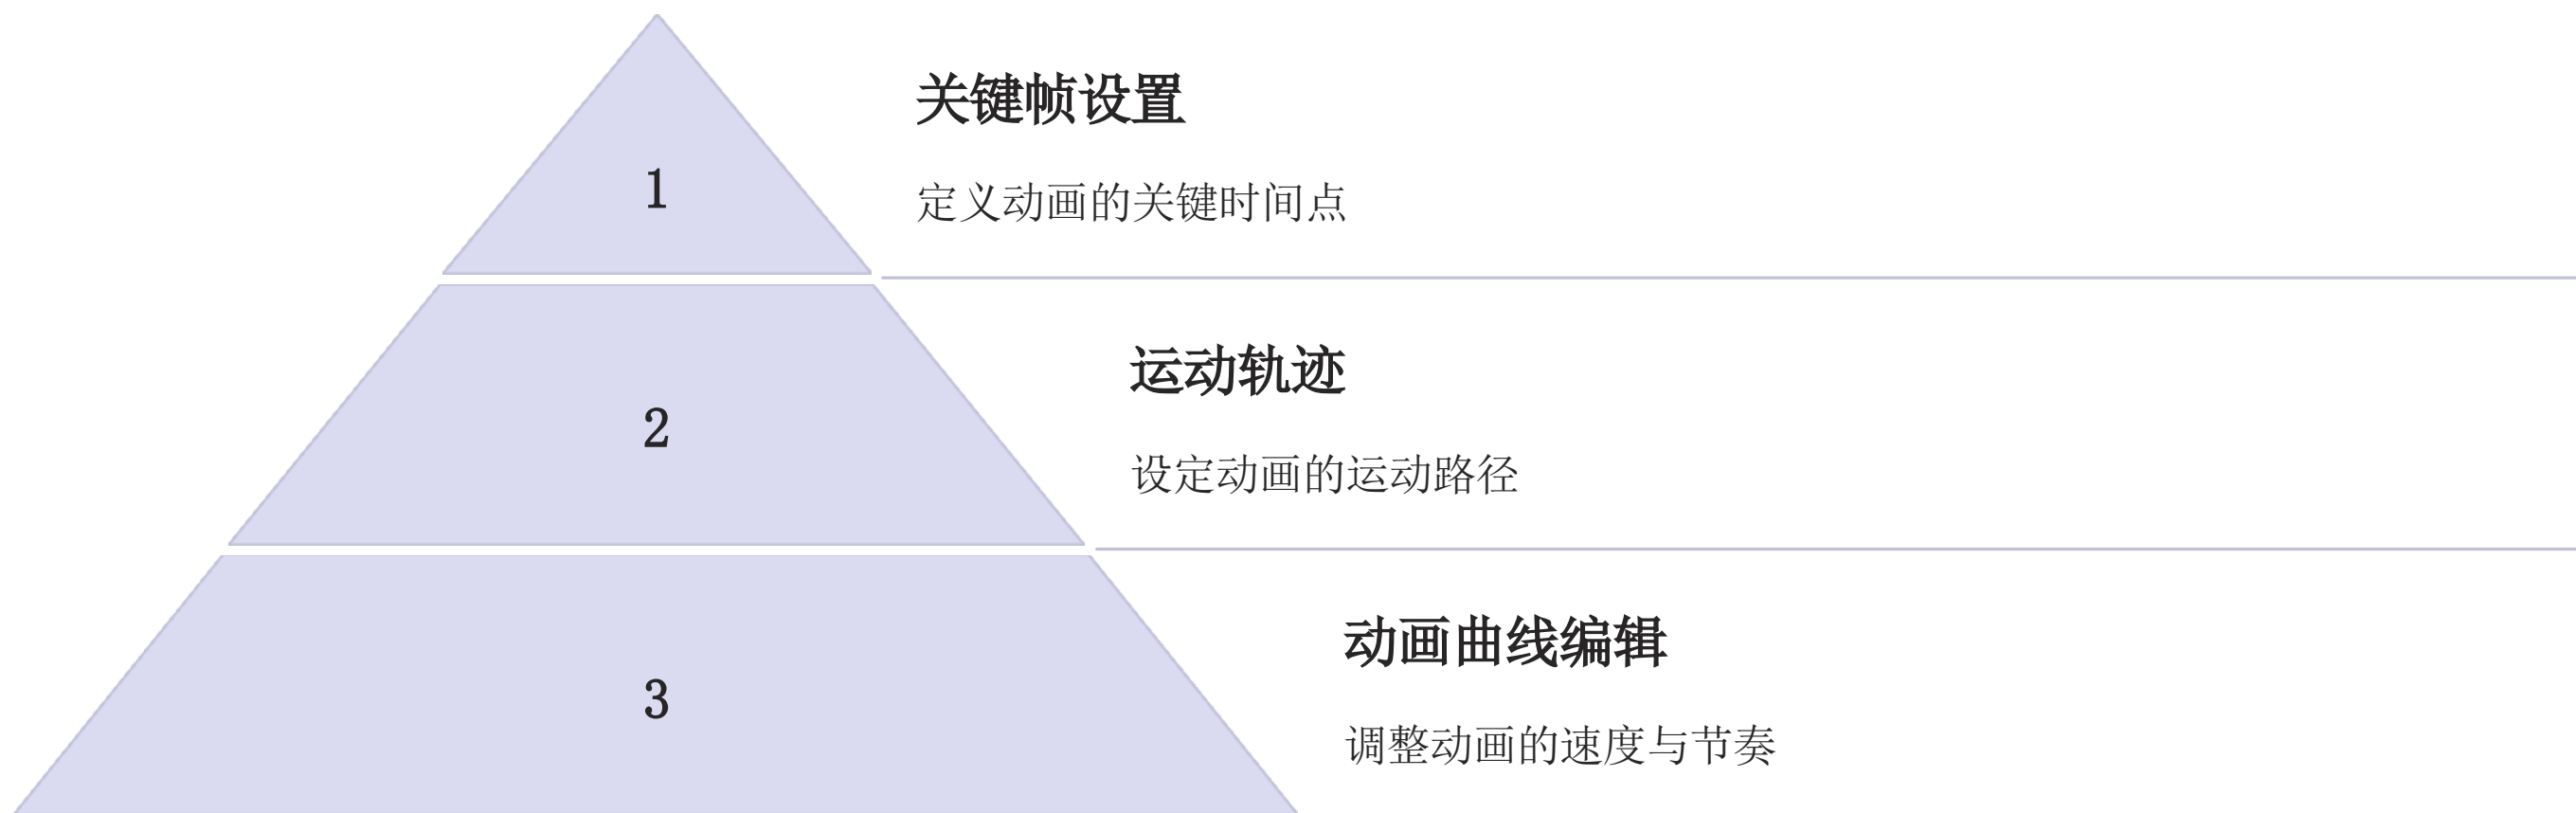 1
关键帧设置
定义动画的关键时间点
2
运动轨迹
设定动画的运动路径
3
动画曲线编辑
调整动画的速度与节奏